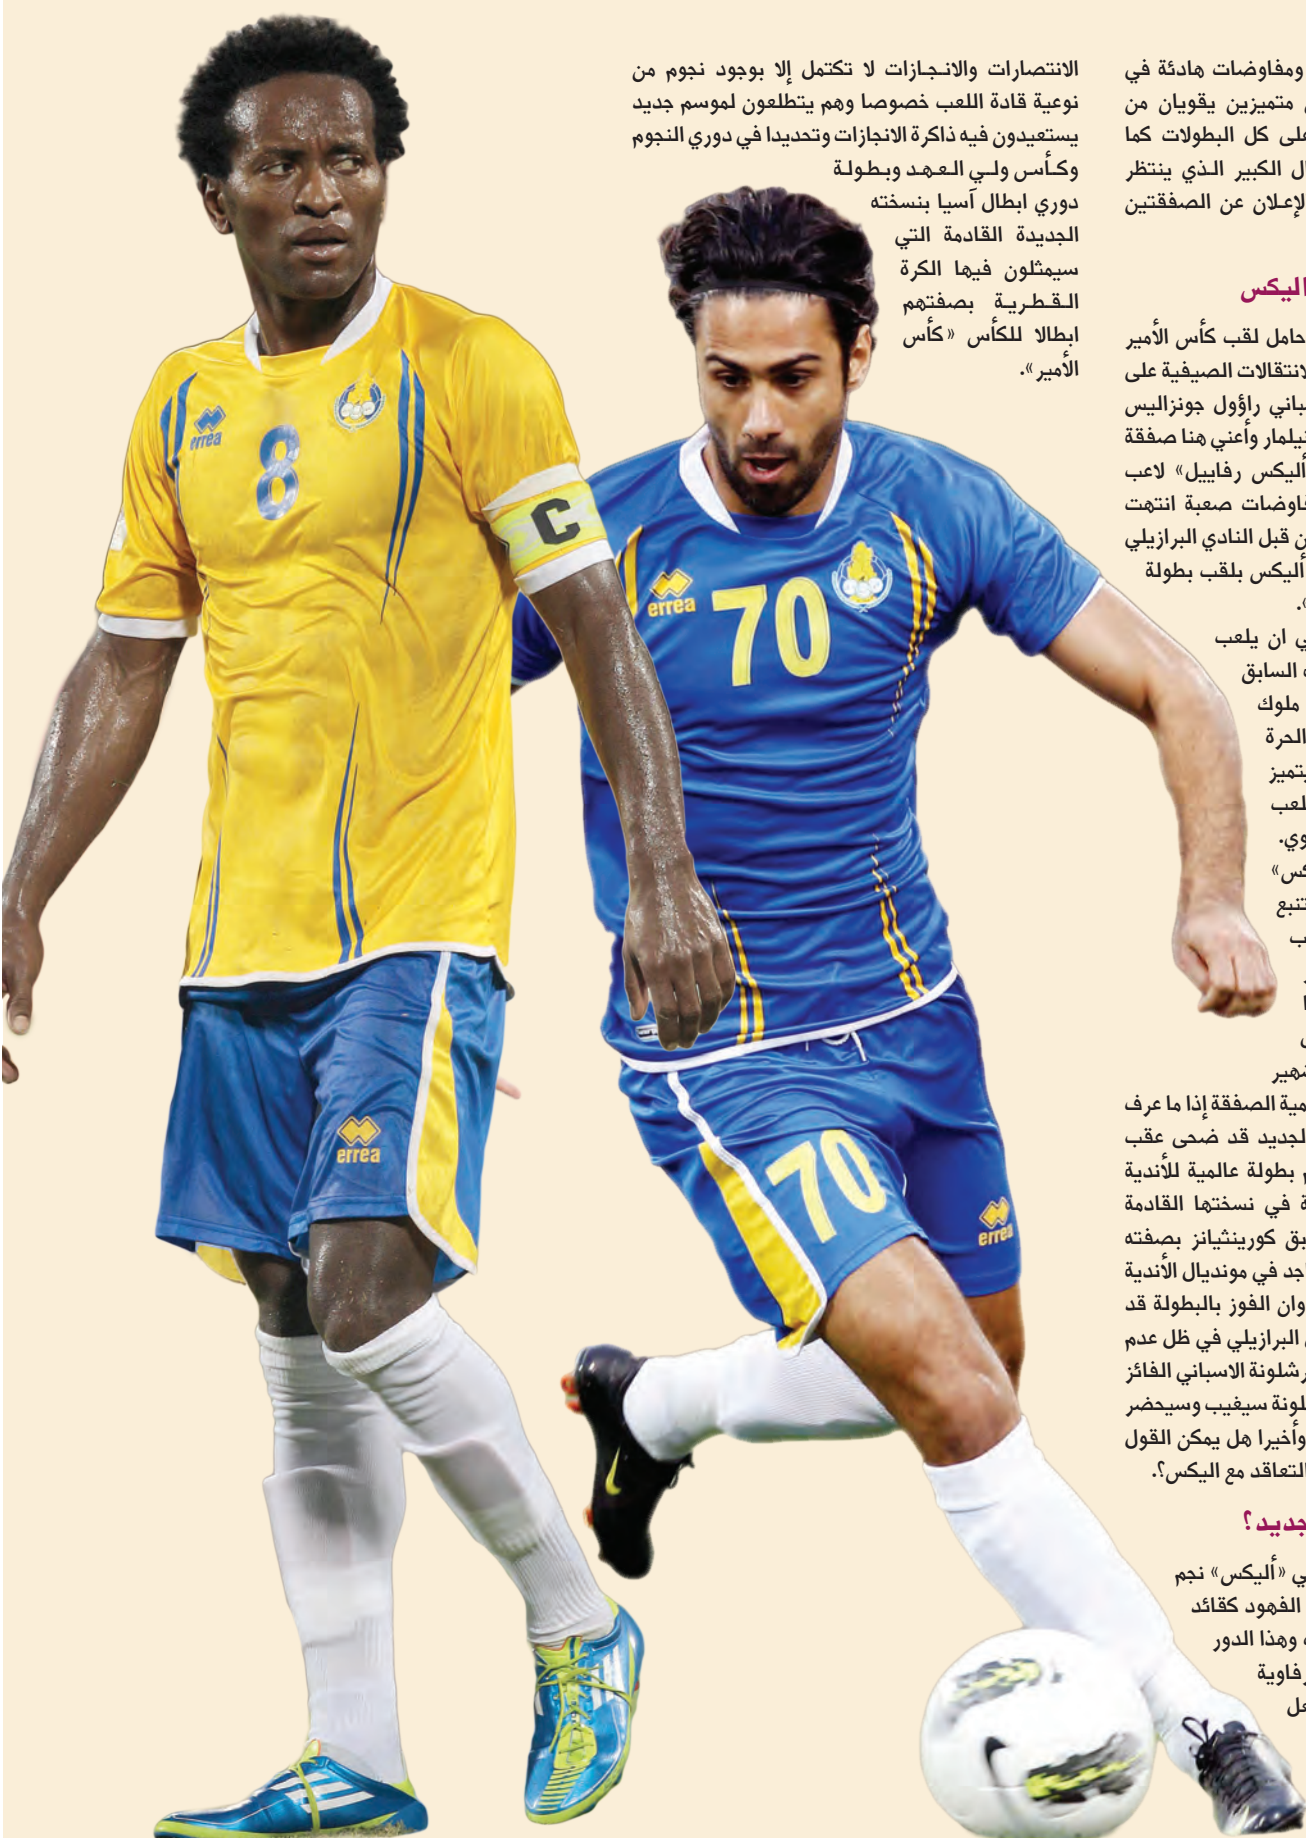 ومفاوضات هادئة في
متميزين يقويان من
على كل البطولات كما
ال الكبير الذي ينتظر
لإعلان عن الصفقتين
اليكس
حامل لقب كأس الأمير
لانتقالات الصيفية على
باني راؤول جونزاليس
نيلمار وأعني هنا صفقة
أليكس رفاييل» لاعب
اوضات صعبة انتهت
ن قبل النادي البرازيلي
أليكس بلقب بطولة
».
ي ان يلعب
السابق
ملوك
الحرة
يتميز
لعب
وي.
كس»
تتبع
ب
هير
مية الصفقة إذا ما عرف
لجديد قد ضحى عقب
م بطولة عالمية للأندية
ة في نسختها القادمة
بق كورينثيانز بصفته
اجد في مونديال الأندية
وان الفوز بالبطولة قد
البرازيلي في ظل عدم
رشلونة الاسباني الفائز
لونة سيغيب وسيحضر
وأخيرا هل يمكن القول
التعاقد مع اليكس؟.
جديد؟
ي «أليكس» نجم
الفهود كقائد
وهذا الدور
رفاوية
عل
الانتصارات والانجازات لا تكتمل إلا بوجود نجوم من
نوعية قادة اللعب خصوصا وهم يتطلعون لموسم جديد
يستعيدون فيه ذاكرة الانجازات وتحديدا في دوري النجوم
وكأس ولي العهد وبطولة
دوري ابطال آسيا بنسخته
الجديدة القادمة التي
سيمثلون فيها الكرة
القطرية بصفتهم
ابطالا للكأس «كأس
الأمير».
errea
8
C
errea
errea
70
70
errea